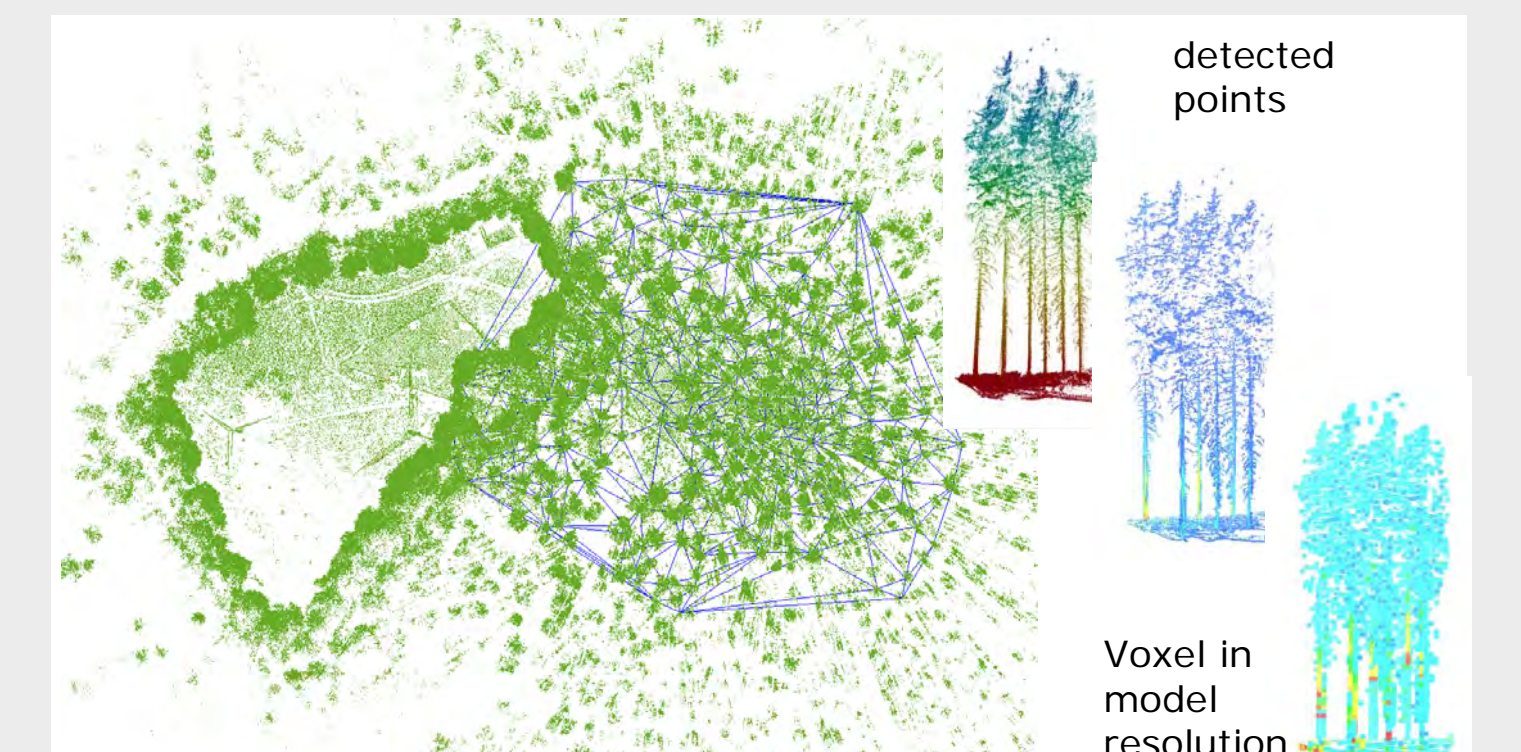 detected
points
Voxel in
model
resolution